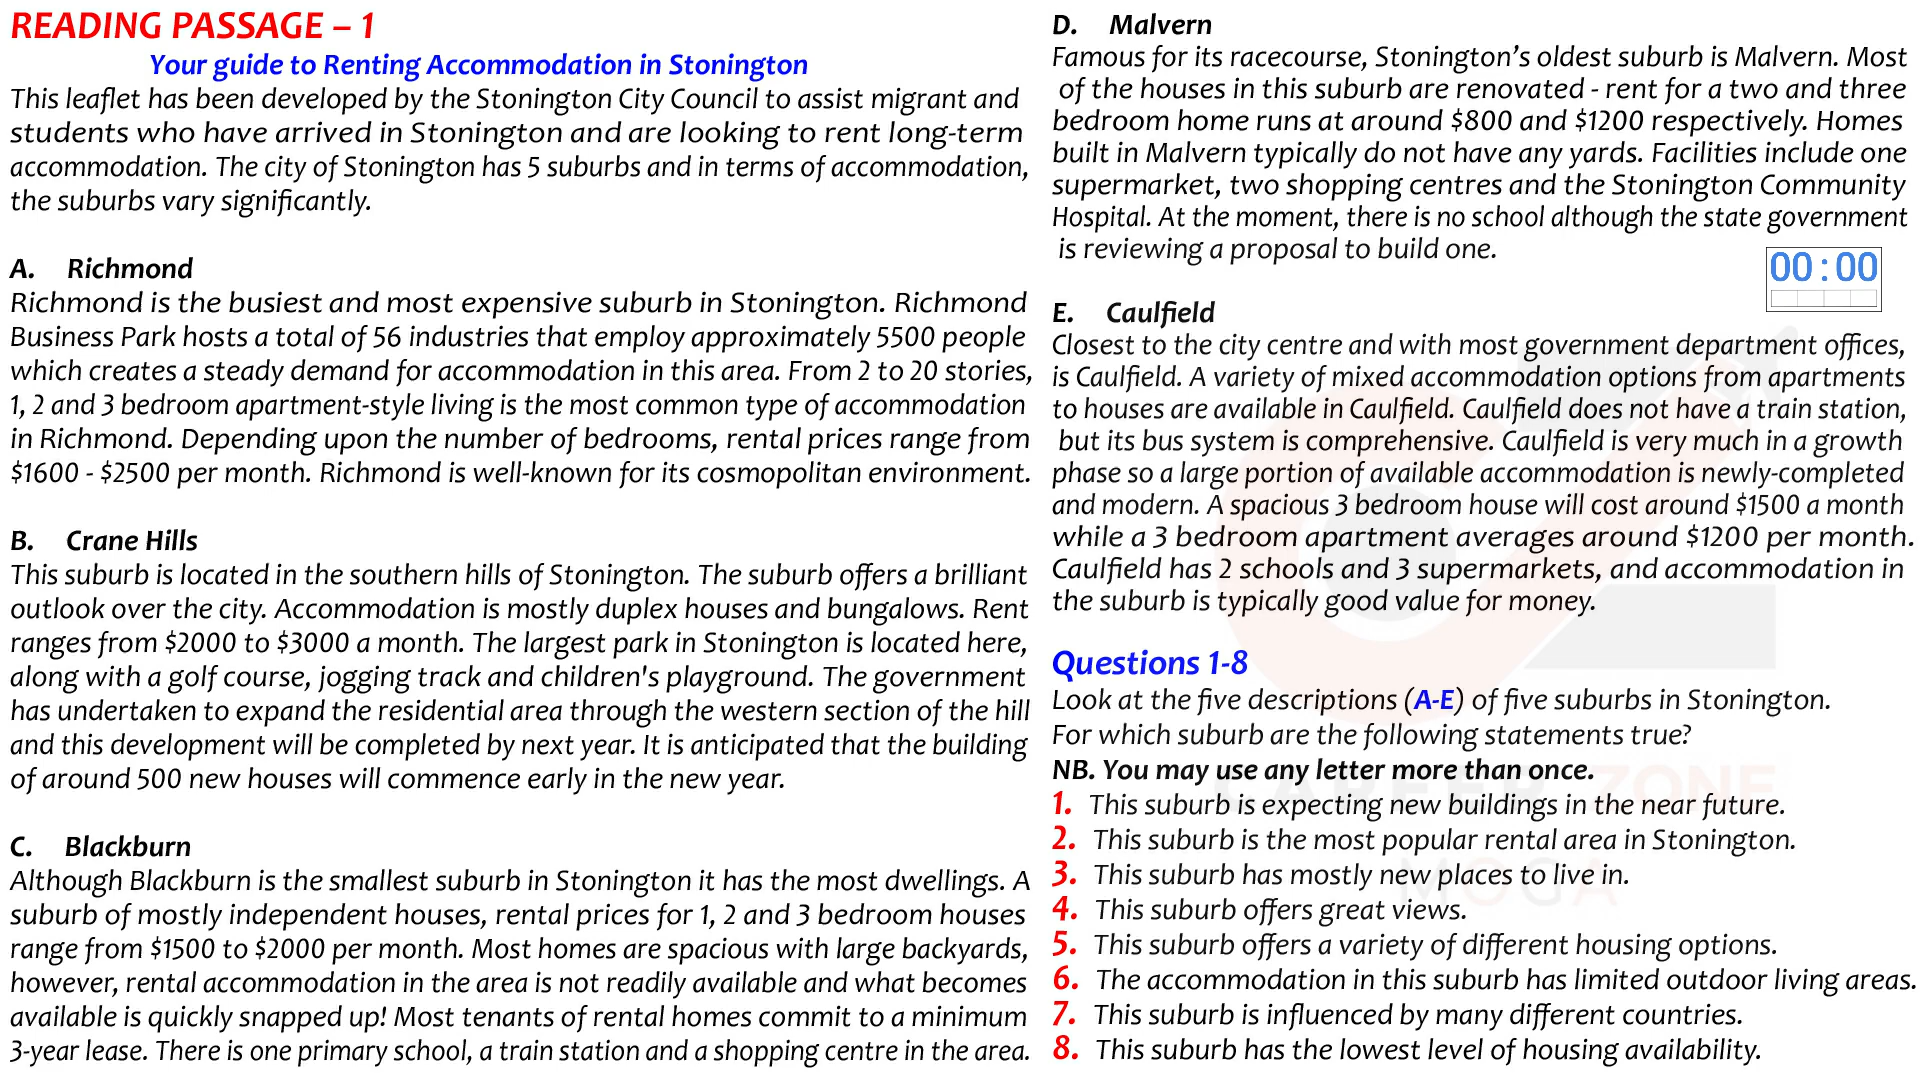 READING PASSAGE – 1
Your guide to Renting Accommodation in Stonington
This leaflet has been developed by the Stonington City Council to assist migrant and
students who have arrived in Stonington and are looking to rent long-term
accommodation. The city of Stonington has 5 suburbs and in terms of accommodation,
the suburbs vary significantly.
A. Richmond
Richmond is the busiest and most expensive suburb in Stonington. Richmond
Business Park hosts a total of 56 industries that employ approximately 5500 people
which creates a steady demand for accommodation in this area. From 2 to 20 stories,
1, 2 and 3 bedroom apartment-style living is the most common type of accommodation
in Richmond. Depending upon the number of bedrooms, rental prices range from
$1600 - $2500 per month. Richmond is well-known for its cosmopolitan environment.
B. Crane Hills
This suburb is located in the southern hills of Stonington. The suburb offers a brilliant
outlook over the city. Accommodation is mostly duplex houses and bungalows. Rent
ranges from $2000 to $3000 a month. The largest park in Stonington is located here,
along with a golf course, jogging track and children's playground. The government
has undertaken to expand the residential area through the western section of the hill
and this development will be completed by next year. It is anticipated that the building
of around 500 new houses will commence early in the new year.
C. Blackburn
Although Blackburn is the smallest suburb in Stonington it has the most dwellings. A
suburb of mostly independent houses, rental prices for 1, 2 and 3 bedroom houses
range from $1500 to $2000 per month. Most homes are spacious with large backyards,
however, rental accommodation in the area is not readily available and what becomes
available is quickly snapped up! Most tenants of rental homes commit to a minimum
3-year lease. There is one primary school, a train station and a shopping centre in the area.
D. Malvern
Famous for its racecourse, Stonington’s oldest suburb is Malvern. Most
of the houses in this suburb are renovated - rent for a two and three
bedroom home runs at around $800 and $1200 respectively. Homes
built in Malvern typically do not have any yards. Facilities include one
supermarket, two shopping centres and the Stonington Community
Hospital. At the moment, there is no school although the state government
is reviewing a proposal to build one.
00:00
E. Caulfield
Closest to the city centre and with most government department offices,
is Caulfield. A variety of mixed accommodation options from apartments
to houses are available in Caulfield. Caulfield does not have a train station,
but its bus system is comprehensive. Caulfield is very much in a growth
phase so a large portion of available accommodation is newly-completed
and modern. A spacious 3 bedroom house will cost around $1500 a month
while a 3 bedroom apartment averages around $1200 per month.
Caulfield has 2 schools and 3 supermarkets, and accommodation in
the suburb is typically good value for money.
Questions 1-8
Look at the five descriptions (A-E) of five suburbs in Stonington.
For which suburb are the following statements true?
NB. You may use any letter more than once.
CAREER ZONE
1. This suburb is expecting new buildings in the near future.
2. This suburb is the most popular rental area in Stonington.
3. This suburb has mostly new places to live in.
MOGA
4. This suburb offers great views.
5. This suburb offers a variety of different housing options.
6. The accommodation in this suburb has limited outdoor living areas.
7. This suburb is influenced by many different countries.
8. This suburb has the lowest level of housing availability.